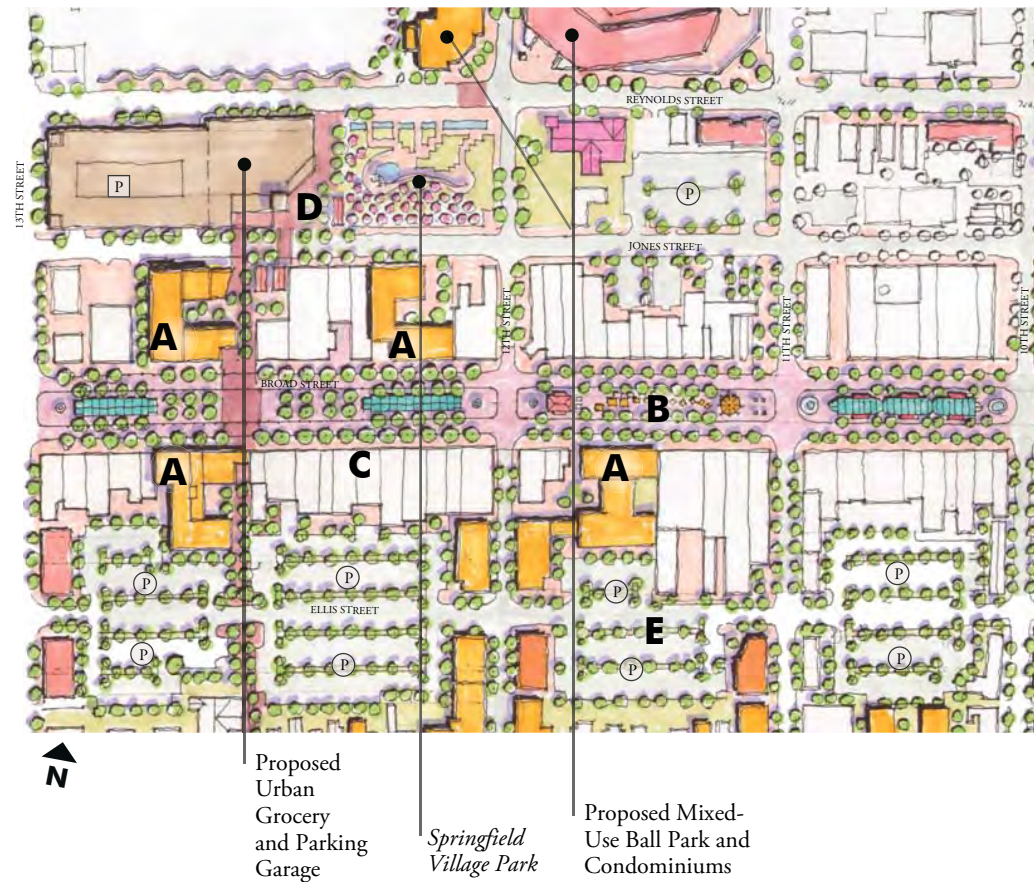 REYNOLDS STREET
13TH STREET
P
P
D
JONES STREET
12TH STREET
11TH STREET
10TH STREET
A
A
BROAD STREET
B
A
C
A
P
P
P
P
ELLIS STREET
E
P
P
P
P
N
Proposed
Urban
Grocery
and Parking
Garage
Springfield
Village Park
Proposed Mixed-
Use Ball Park and
Condominiums